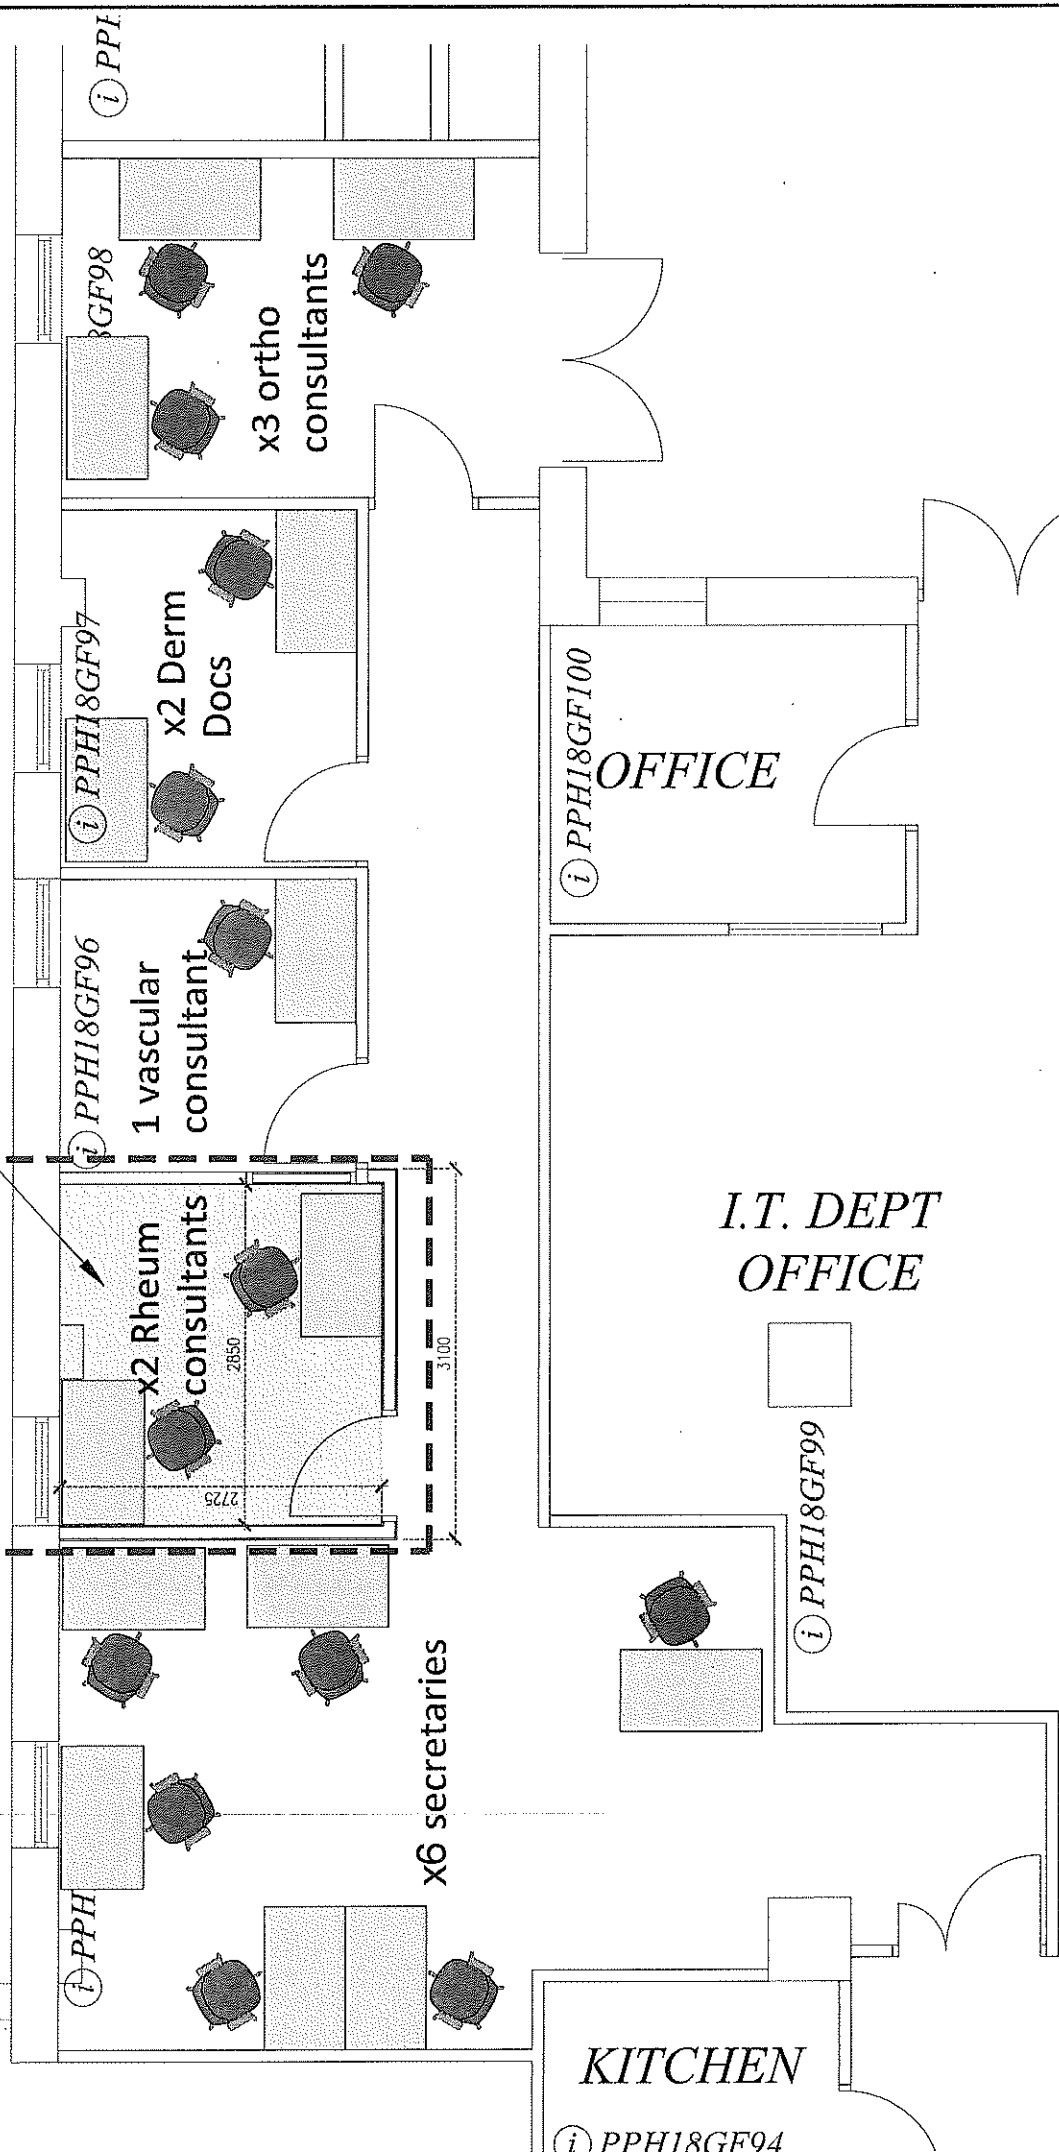 PPH
8GF98
x3 ortho
consultants
PPH18GF97
x2 Derm
Docs
PPH18GF100
OFFICE
PPH18GF96
1 vascular
consultant
x2 Rheum
consultants
2850
3100
2725
I.T. DEPT
OFFICE
PPH18GF99
x6 secretaries
PPH
KITCHEN
PPH18GF94